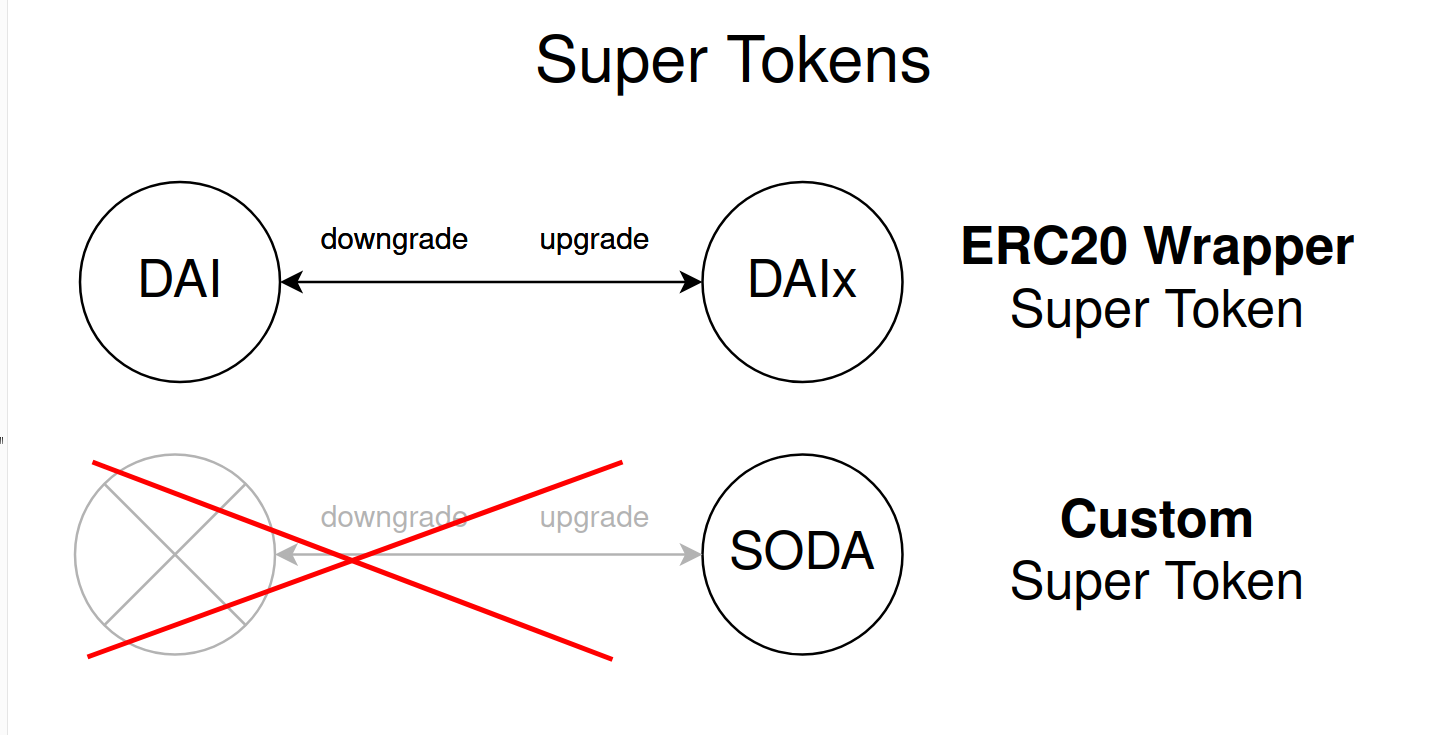 Super Tokens
downgrade upgrade
DAI DAIx
ERC20 Wrapper
Super Token
downgrade upgrade
SODA
Custom
Super Token